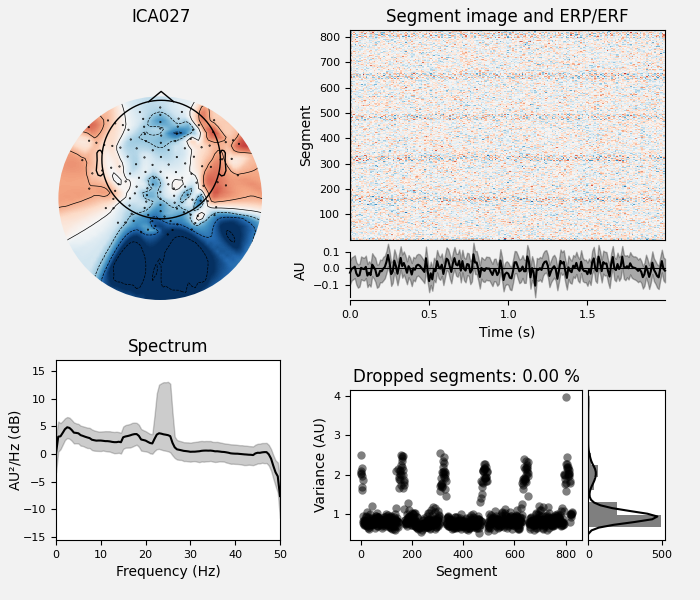 ICA027
Segment image and ERP/ERF
Segment
800
700
600
500
400
300
200
100
AU
0.1
0.0
−0.1
0.0 0.5 1.0 1.5
Time (s)
Spectrum
AU²/Hz (dB)
15
10
5
0
−5
−10
−15
0 10 20 30 40 50
Frequency (Hz)
Dropped segments: 0.00 %
Variance (AU)
4
3
2
1
0 200 400 600 800
Segment
0 500